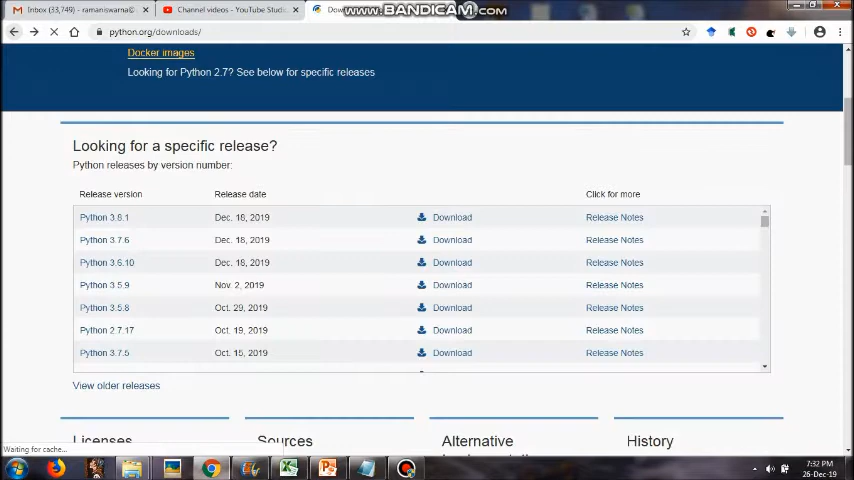 Inbox (33,749) - ramaniswarna@
Channel videos - YouTube Studio
Dow
www.BANDICAM.com
python.org/downloads/
Docker images
Looking for Python 2.7? See below for specific releases
Looking for a specific release?
Python releases by version number:
Release version Release date Click for more
Python 3.8.1 Dec. 18, 2019 Download Release Notes
Python 3.7.6 Dec. 18, 2019 Download Release Notes
Python 3.6.10 Dec. 18, 2019 Download Release Notes
Python 3.5.9 Nov. 2, 2019 Download Release Notes
Python 3.5.8 Oct. 29, 2019 Download Release Notes
Python 2.7.17 Oct. 19, 2019 Download Release Notes
Python 3.7.5 Oct. 15, 2019 Download Release Notes
View older releases
Licenses Sources Alternative History
Waiting for cache...
7:32 PM
26-Dec-19